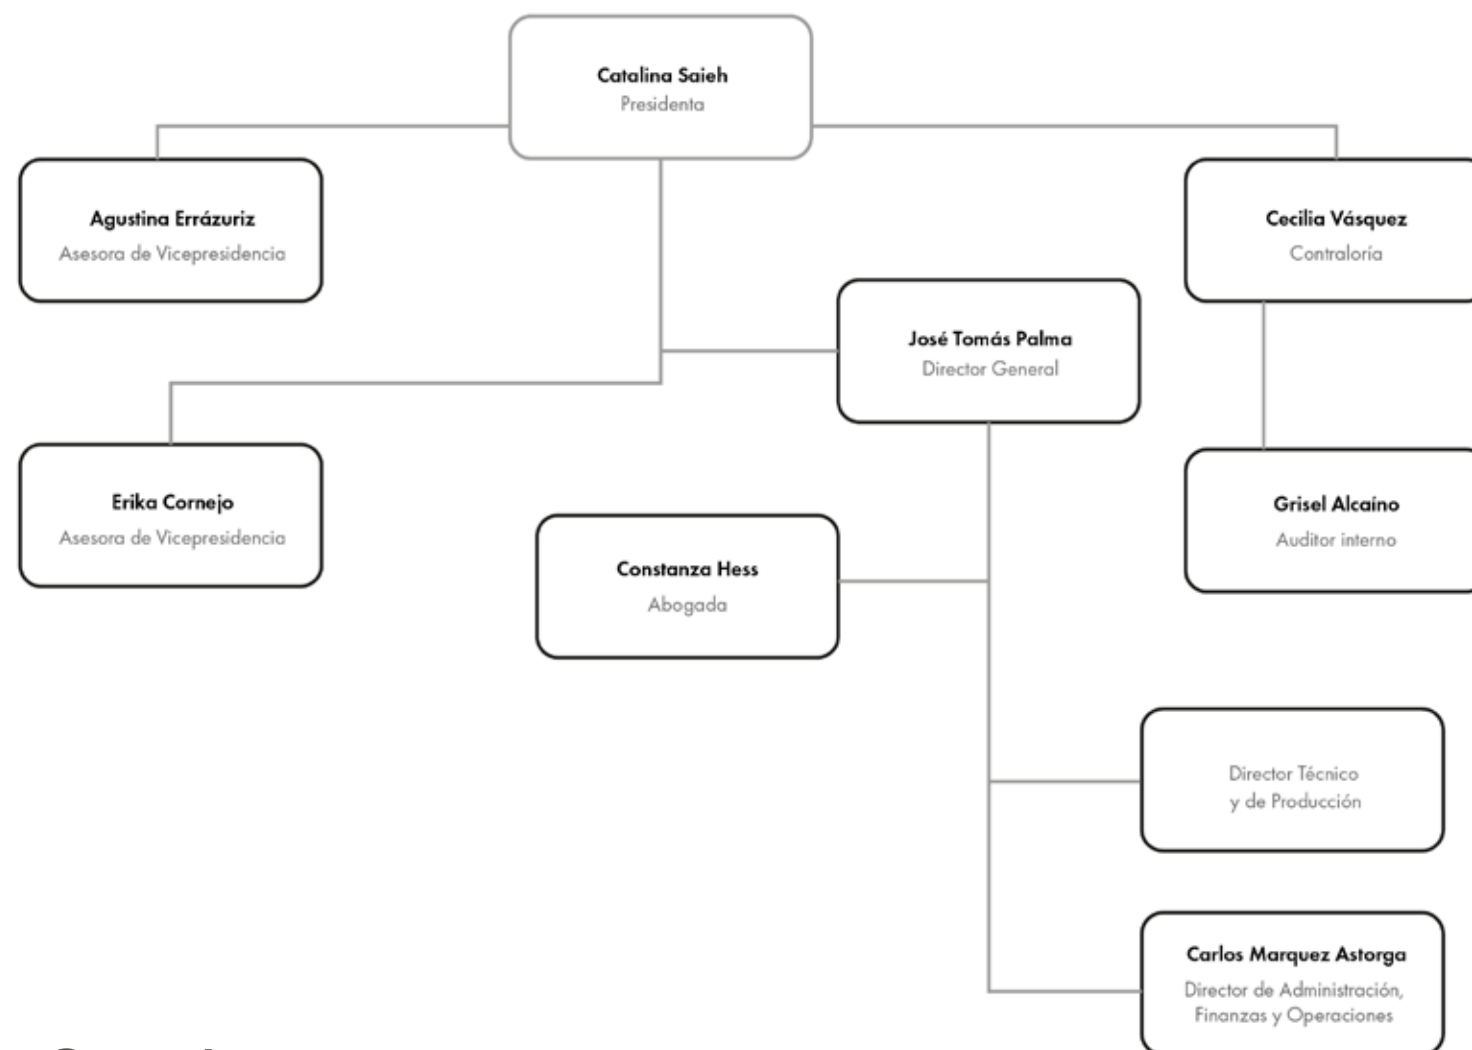 Catalina Saieh
Presidenta
Agustina Errázuriz
Asesora de Vicepresidencia
Cecilia Vásquez
Contraloría
José Tomás Palma
Director General
Erika Cornejo
Asesora de Vicepresidencia
Grisel Alcaíno
Auditor interno
Constanza Hess
Abogada
Director Técnico
y de Producción
Carlos Marquez Astorga
Director de Administración,
Finanzas y Operaciones